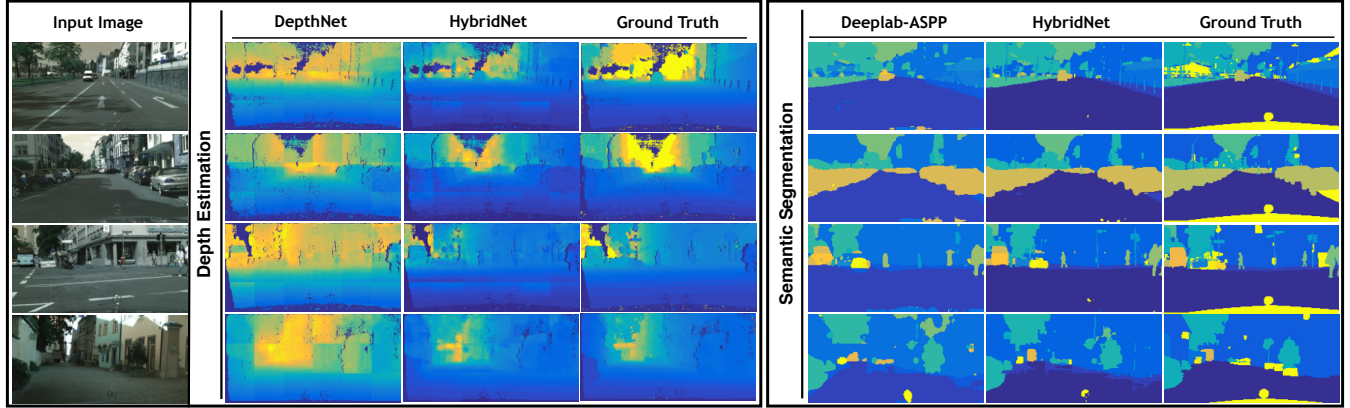 Input Image
DepthNet
HybridNet
Ground Truth
Depth Estimation
Deeplab-ASPP
HybridNet
Ground Truth
Semantic Segmentation